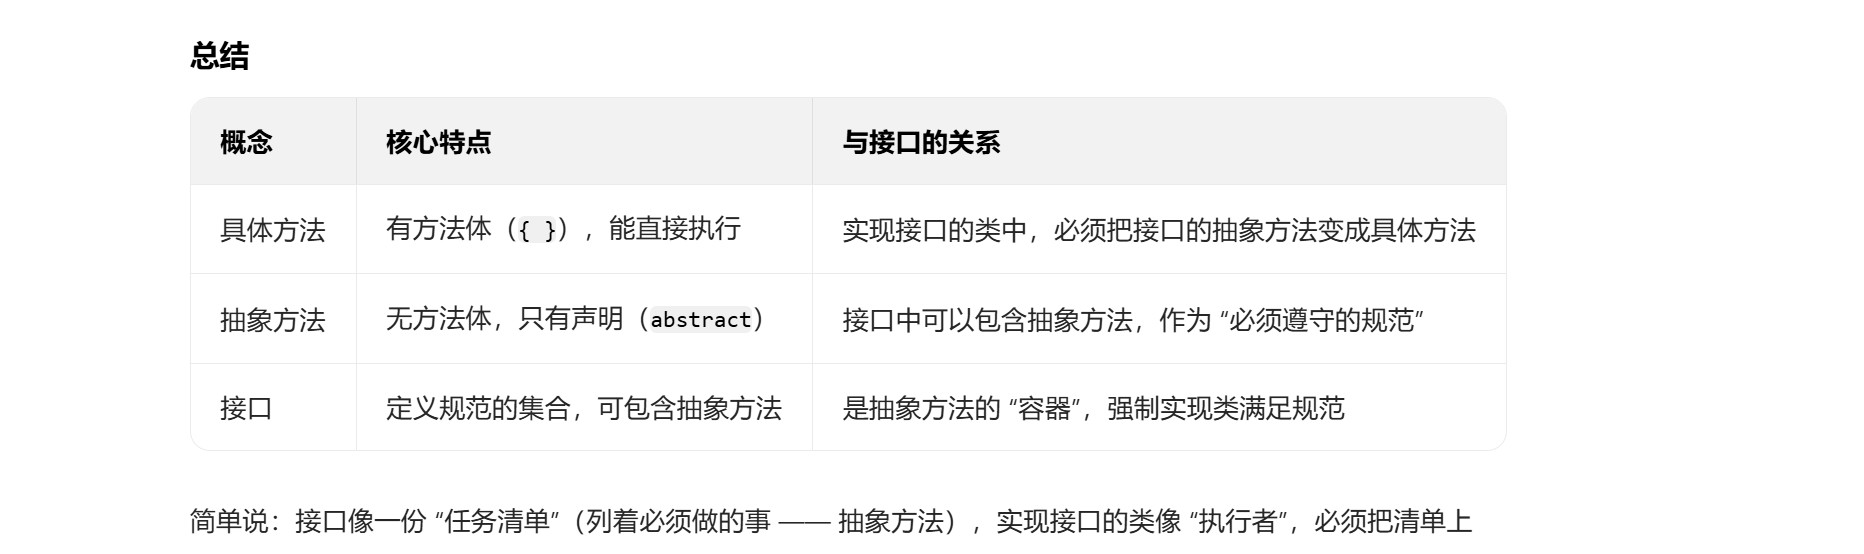 总结
概念 核心特点 与接口的关系
具体方法 有方法体（{ }），能直接执行 实现接口的类中，必须把接口的抽象方法变成具体方法
抽象方法 无方法体，只有声明（abstract） 接口中可以包含抽象方法，作为 “必须遵守的规范”
接口 定义规范的集合，可包含抽象方法 是抽象方法的 “容器”，强制实现类满足规范
简单说：接口像一份 “任务清单”（列着必须做的事 —— 抽象方法），实现接口的类像 “执行者”，必须把清单上